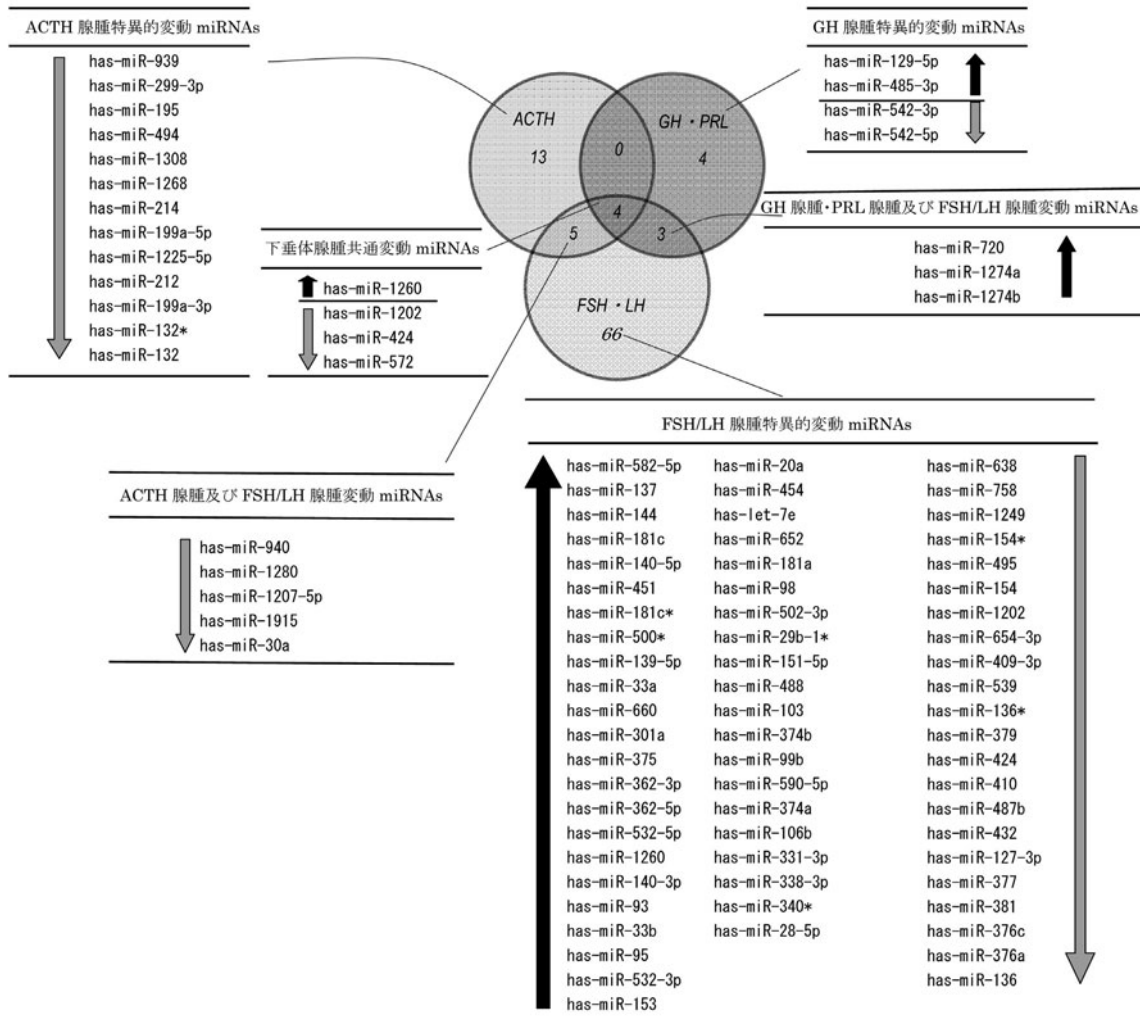 ACTH 腺腫特異的変動 miRNAs
has-miR-939
has-miR-299-3p
has-miR-195
has-miR-494
has-miR-1308
has-miR-1268
has-miR-214
has-miR-199a-5p
has-miR-1225-5p
has-miR-212
has-miR-199a-3p
has-miR-132*
has-miR-132
ACTH
13
GH・PRL
4
0
4
5
3
FSH・LH
66
GH 腺腫特異的変動 miRNAs
has-miR-129-5p
has-miR-485-3p
has-miR-542-3p
has-miR-542-5p
GH 腺腫・PRL 腺腫及び FSH/LH 腺腫変動 miRNAs
has-miR-720
has-miR-1274a
has-miR-1274b
下垂体腺腫共通変動 miRNAs
has-miR-1260
has-miR-1202
has-miR-424
has-miR-572
ACTH 腺腫及び FSH/LH 腺腫変動 miRNAs
has-miR-940
has-miR-1280
has-miR-1207-5p
has-miR-1915
has-miR-30a
FSH/LH 腺腫特異的変動 miRNAs
has-miR-582-5p
has-miR-137
has-miR-144
has-miR-181c
has-miR-140-5p
has-miR-451
has-miR-181c*
has-miR-500*
has-miR-139-5p
has-miR-33a
has-miR-660
has-miR-301a
has-miR-375
has-miR-362-3p
has-miR-362-5p
has-miR-532-5p
has-miR-1260
has-miR-140-3p
has-miR-93
has-miR-33b
has-miR-95
has-miR-532-3p
has-miR-153
has-miR-20a
has-miR-454
has-let-7e
has-miR-652
has-miR-181a
has-miR-98
has-miR-502-3p
has-miR-29b-1*
has-miR-151-5p
has-miR-488
has-miR-103
has-miR-374b
has-miR-99b
has-miR-590-5p
has-miR-374a
has-miR-106b
has-miR-331-3p
has-miR-338-3p
has-miR-340*
has-miR-28-5p
has-miR-638
has-miR-758
has-miR-1249
has-miR-154*
has-miR-495
has-miR-154
has-miR-1202
has-miR-654-3p
has-miR-409-3p
has-miR-539
has-miR-136*
has-miR-379
has-miR-424
has-miR-410
has-miR-487b
has-miR-432
has-miR-127-3p
has-miR-377
has-miR-381
has-miR-376c
has-miR-376a
has-miR-136